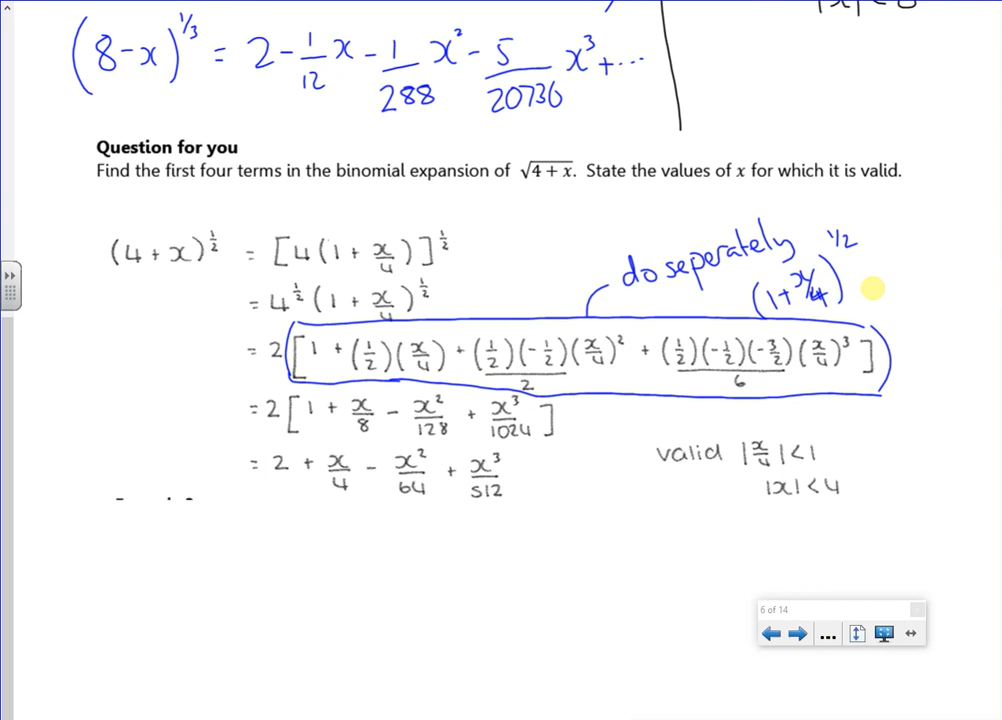 (8-x)^1/3 = 2 - 1/12 x - 1/288 x² - 5/20736 x³ + ...
Question for you
Find the first four terms in the binomial expansion of √4 + x. State the values of x for which it is valid.
do seperately (1+x/4)^1/2
(4+x)^1/2 = [4(1+x/4)]^1/2
= 4^1/2 (1+x/4)^1/2
= 2[1 + (1/2)(x/4) + (1/2)(-1/2)(x/4)²/2 + (1/2)(-1/2)(-3/2)(x/4)³/6]
= 2[1 + x/8 - x²/128 + x³/1024]
= 2 + x/4 - x²/64 + x³/512
valid |x/4| < 1
|x| < 4
6 of 14